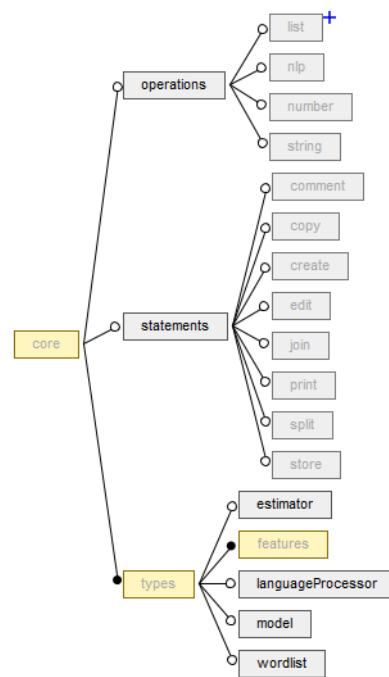 list
nlp
operations
number
string
comment
copy
create
edit
statements
core
join
print
split
store
estimator
features
types
languageProcessor
model
wordlist